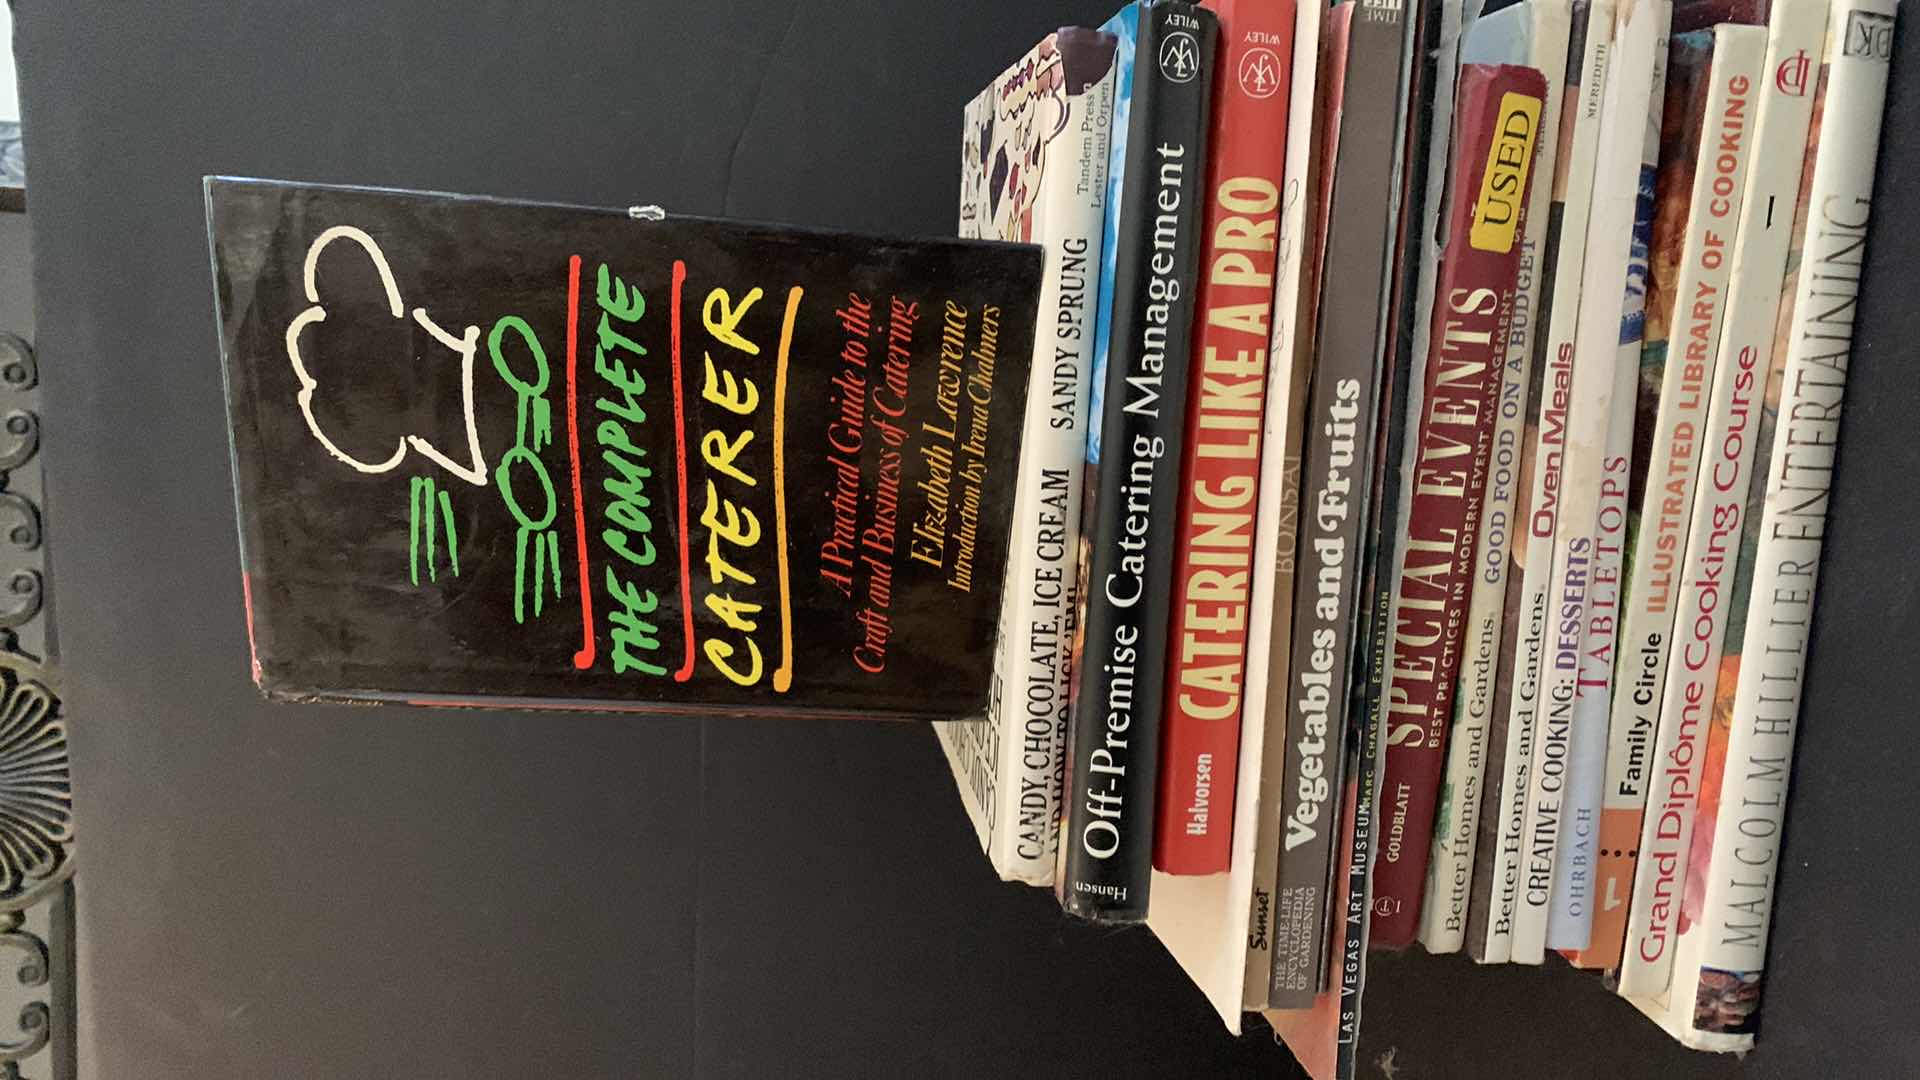 THE COMPLETE
CATERER
A Practical Guide to the
Craft and Business of Catering
Elizabeth Lawrence
Introduction by Irena Chalmers
CANDY, CHOCOLATE, ICE CREAM SANDY SPRUNG
Tandem Press
Lester and Orpen
Hansen Off-Premise Catering Management WILEY
Halvorsen CATERING LIKE A PRO WILEY
Sunset BONSAI
THE TIME-LIFE
ENCYCLOPEDIA
OF GARDENING
Vegetables and Fruits
TIME
LIFE
LAS VEGAS ART MUSEUM MARC CHAGALL EXHIBITION
GOLDBLATT SPECIAL EVENTS
BEST PRACTICES IN MODERN EVENT MANAGEMENT
USED
Better Homes and Gardens GOOD FOOD ON A BUDGET
Better Homes and Gardens Oven Meals
CREATIVE COOKING: DESSERTS MEREDITH
OHRBACH TABLETOPS
7 Family Circle ILLUSTRATED LIBRARY OF COOKING
Grand Diplôme Cooking Course 1
MALCOLM HILLIER ENTERTAINING DK